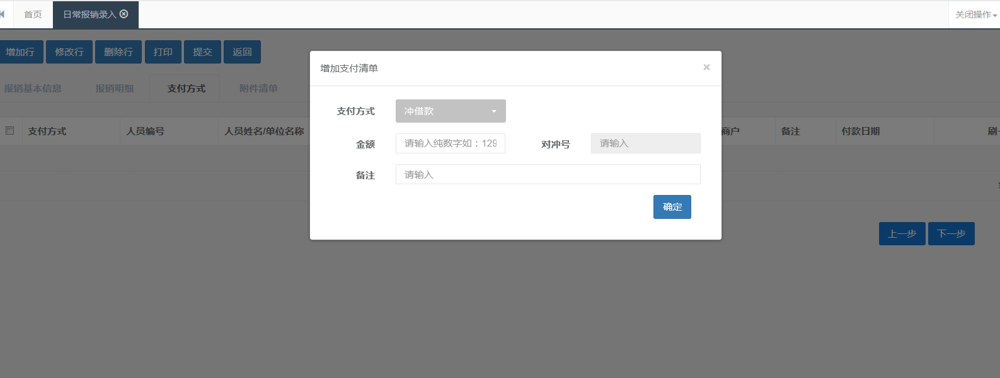 首页 日常报销录入 关闭操作
增加行 修改行 删除行 打印 提交 返回
报销基本信息 报销明细 支付方式 附件清单
支付方式 人员编号 人员姓名/单位名称 商户 备注 付款日期 刷
增加支付清单 ×
支付方式 冲借款
金额 请输入纯数字如：129 对冲号 请输入
备注 请输入
确定
上一步 下一步